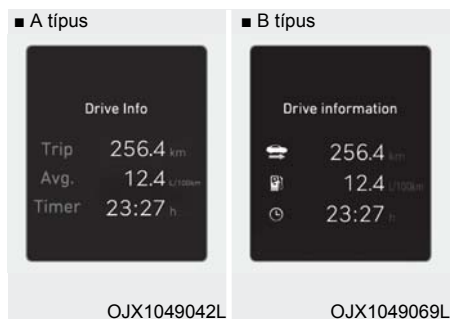 ■ A típus
Drive Info
Trip 256.4 km
Avg. 12.4 L/100km
Timer 23:27 h
OJX1049042L
■ B típus
Drive information
256.4 km
12.4 L/100km
23:27 h
OJX1049069L